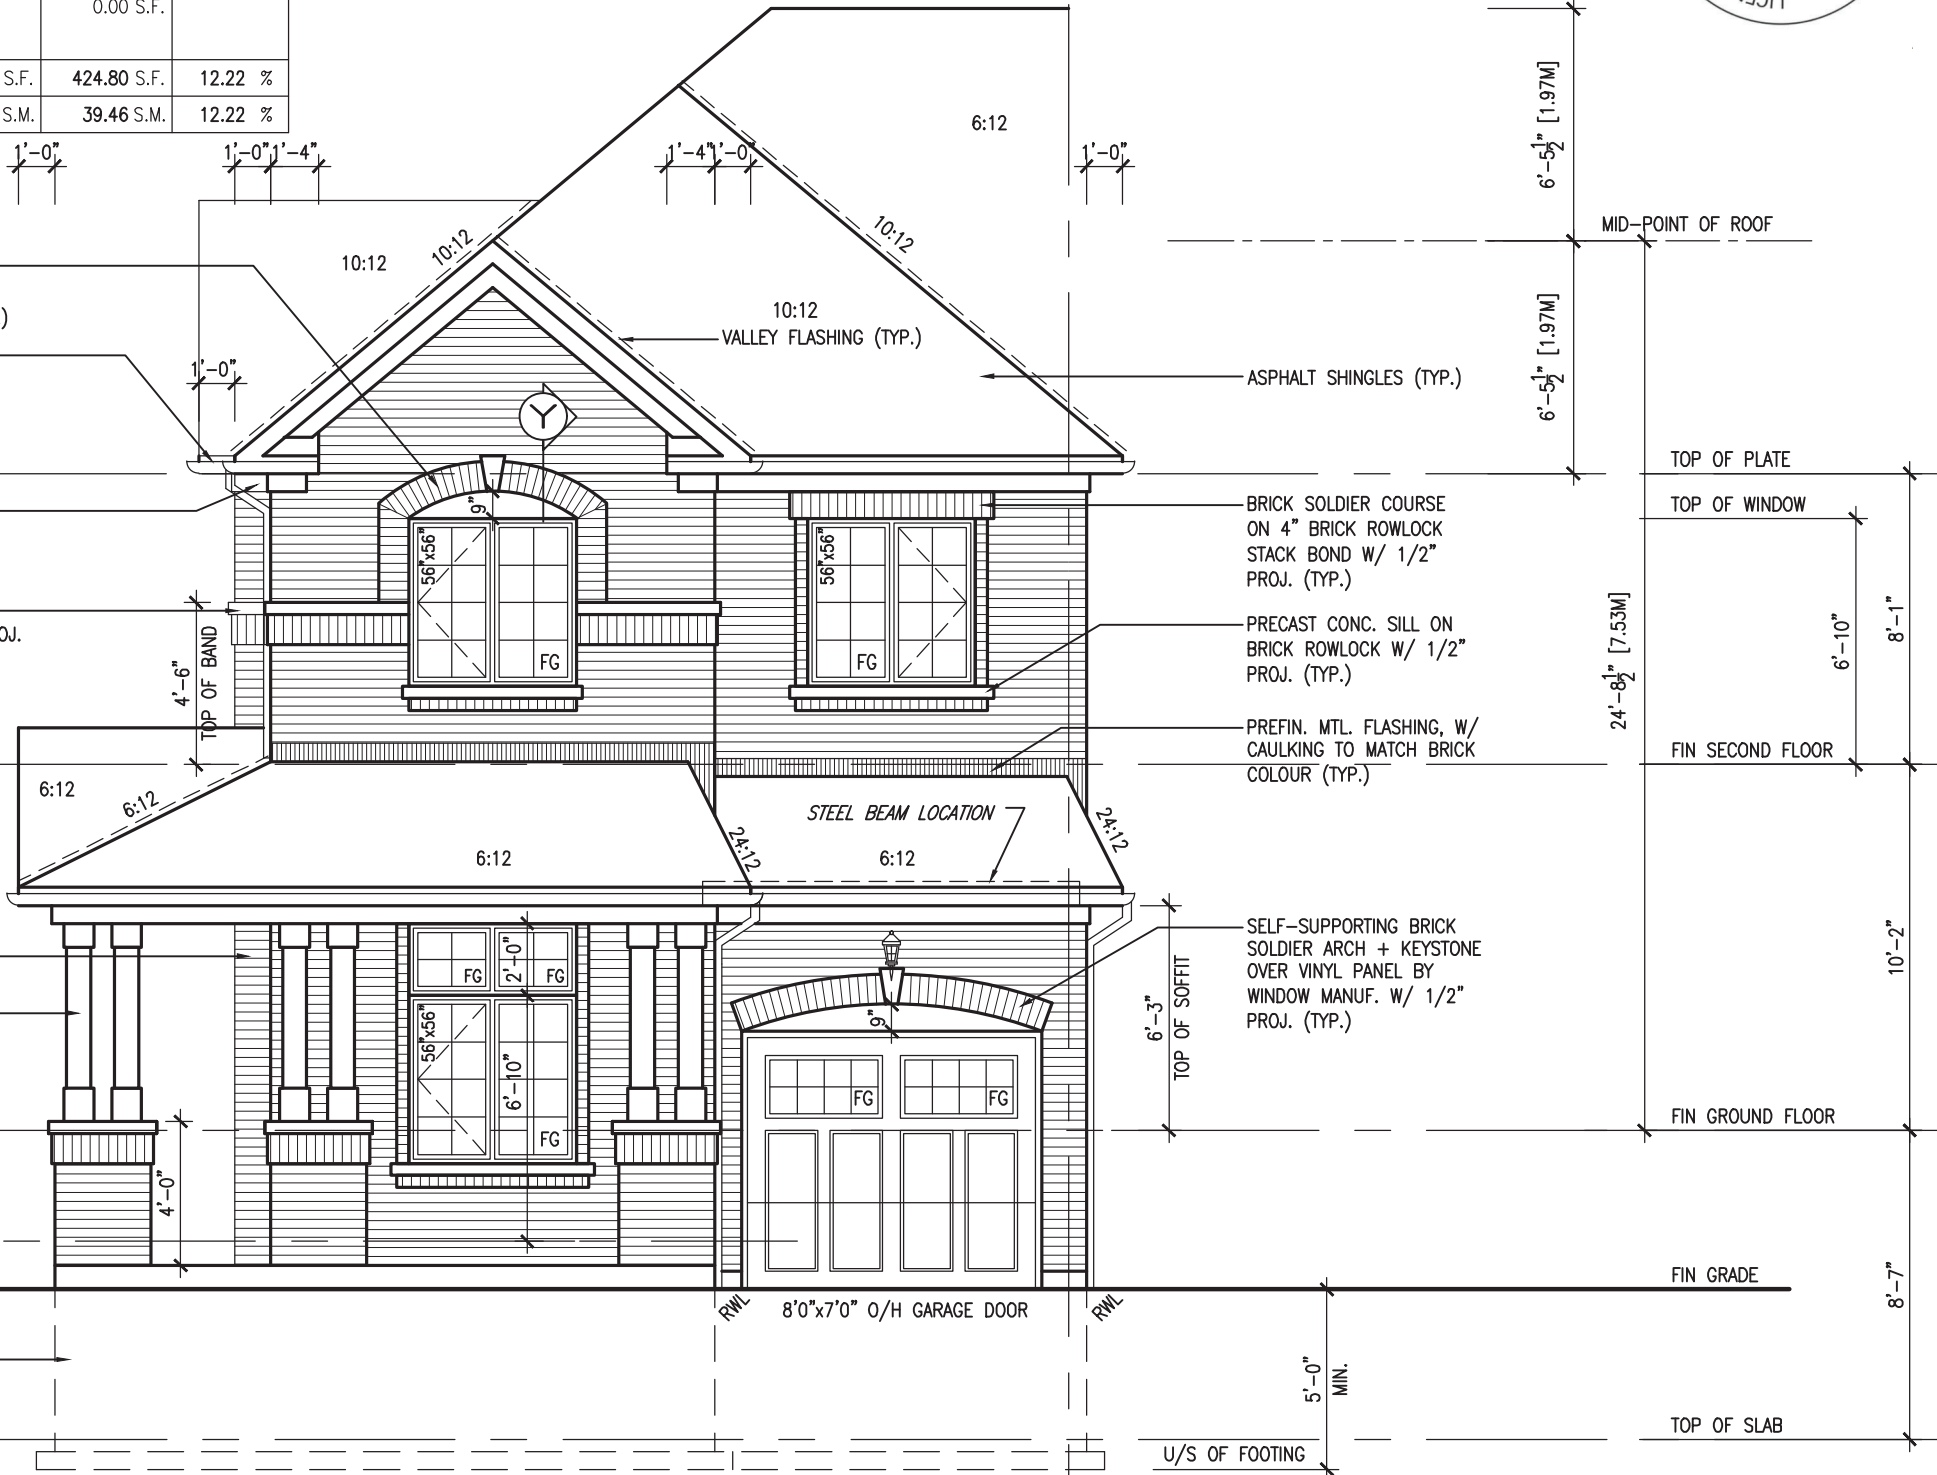 0.00 S.F.
S.F. 424.80 S.F. 12.22 %
S.M. 39.46 S.M. 12.22 %
1'-0" 1'-0" 1'-4" 1'-4" 1'-0" 1'-0"
6:12
6'-5 1/2" [1.97M]
MID-POINT OF ROOF
10:12
10:12
10:12
10:12
VALLEY FLASHING (TYP.)
)
1'-0"
ASPHALT SHINGLES (TYP.)
6'-5 1/2" [1.97M]
Y
TOP OF PLATE
TOP OF WINDOW
9"
56"x56"
FG
56"x56"
FG
BRICK SOLDIER COURSE
ON 4" BRICK ROWLOCK
STACK BOND W/ 1/2"
PROJ. (TYP.)
PRECAST CONC. SILL ON
BRICK ROWLOCK W/ 1/2"
PROJ. (TYP.)
OJ.
4'-6"
TOP OF BAND
24'-8 1/2" [7.53M]
6'-10"
8'-1"
PREFIN. MTL. FLASHING, W/
CAULKING TO MATCH BRICK
COLOUR (TYP.)
FIN SECOND FLOOR
6:12
6:12
6:12
24:12
STEEL BEAM LOCATION
6:12
24:12
SELF-SUPPORTING BRICK
SOLDIER ARCH + KEYSTONE
OVER VINYL PANEL BY
WINDOW MANUF. W/ 1/2"
PROJ. (TYP.)
FG
2'-0"
FG
56"x56"
6'-10"
FG
9"
FG
FG
6'-3"
TOP OF SOFFIT
10'-2"
FIN GROUND FLOOR
4'-0"
FIN GRADE
8'-7"
RWL
8'0"x7'0" O/H GARAGE DOOR
RWL
5'-0"
MIN.
TOP OF SLAB
U/S OF FOOTING